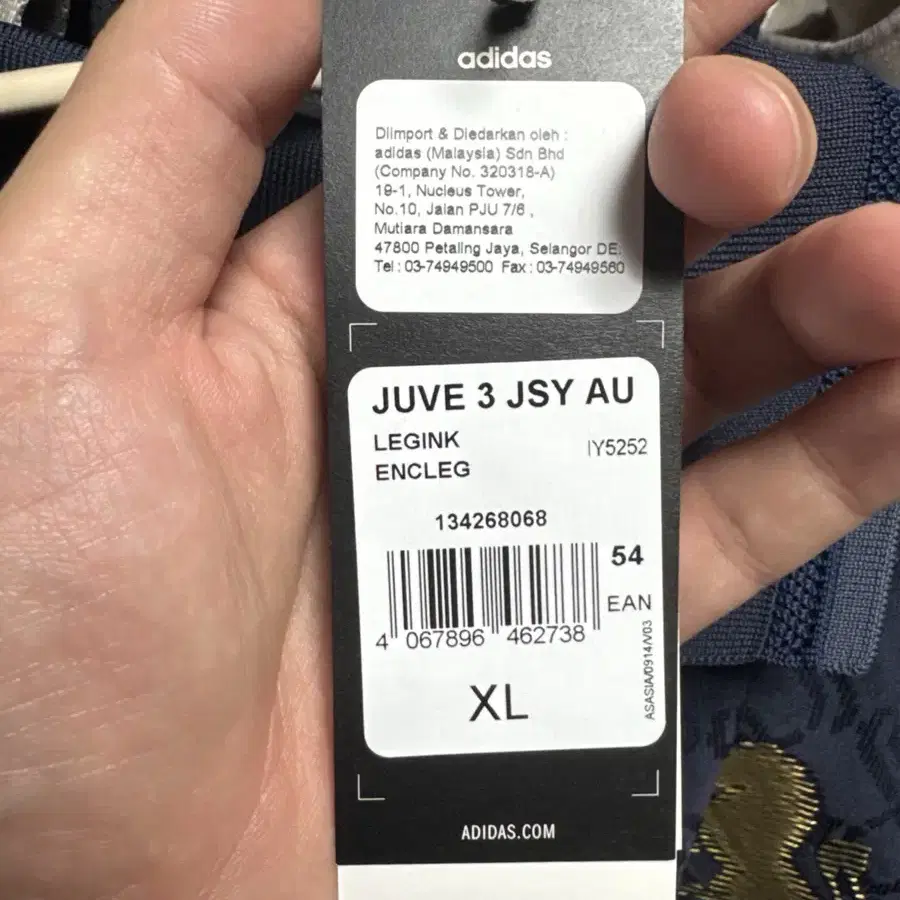 adidas
Diimport & Diedarkan oleh :
adidas (Malaysia) Sdn Bhd
(Company No. 320318-A)
19-1, Nucleus Tower,
No.10, Jalan PJU 7/6 ,
Mutiara Damansara
47800 Petaling Jaya, Selangor DE.
Tel : 03-74949500 Fax : 03-74949560
JUVE 3 JSY AU
LEGINK IY5252
ENCLEG
134268068
54
EAN
4 067896 462738
XL
ASASIA/0914/V03
ADIDAS.COM